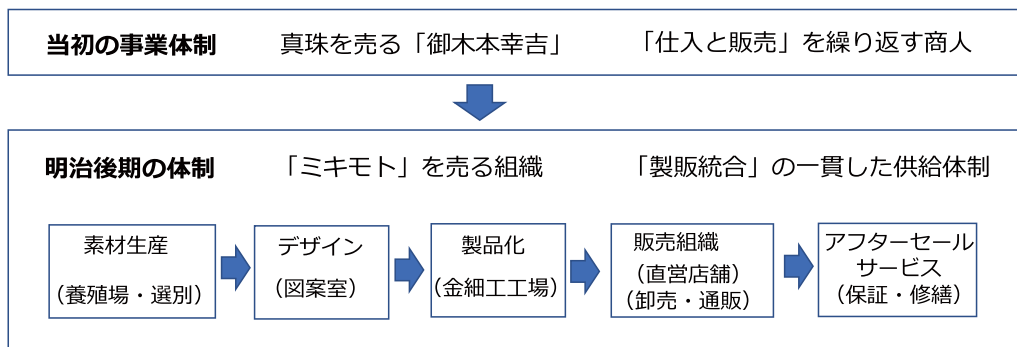 当初の事業体制　　真珠を売る「御木本幸吉」　　「仕入と販売」を繰り返す商人
明治後期の体制　　「ミキモト」を売る組織　　「製販統合」の一貫した供給体制
素材生産
（養殖場・選別）
デザイン
（図案室）
製品化
（金細工工場）
販売組織
（直営店舗）
（卸売・通販）
アフターセール
サービス
（保証・修繕）